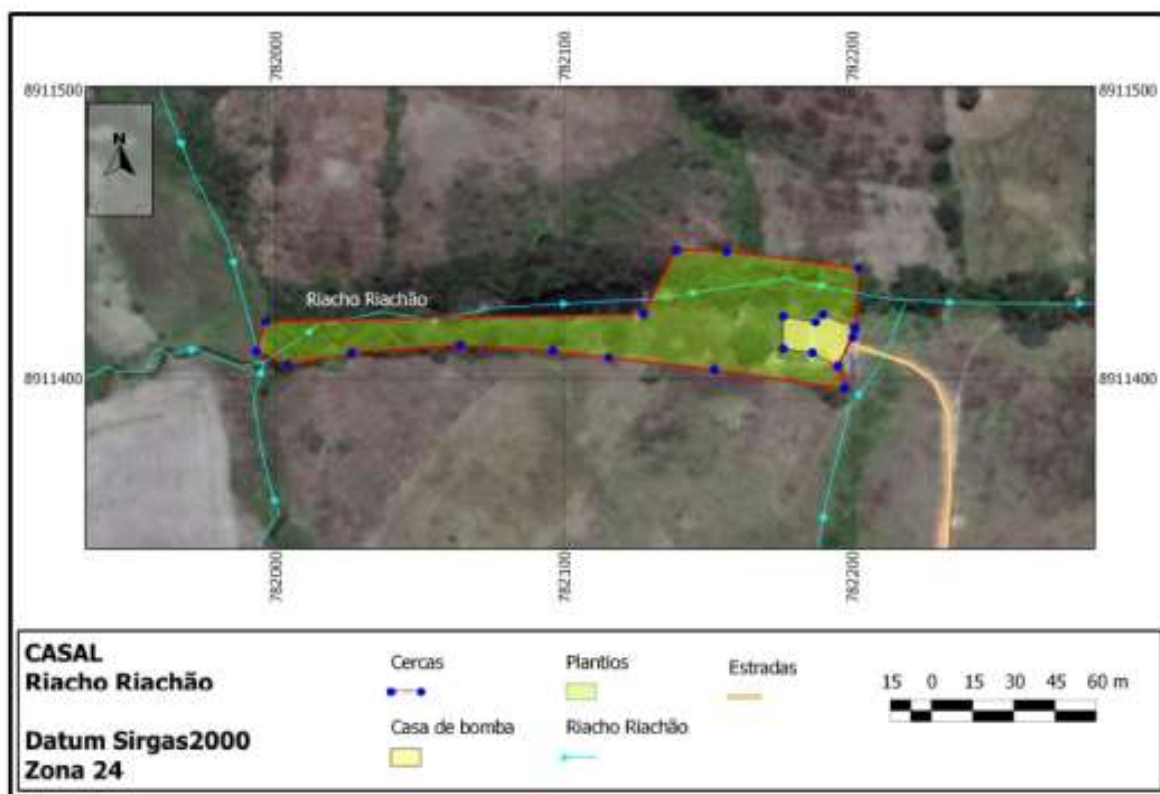 782000
782100
782200
8911500
8911500
N
Riacho Riachão
8911400
8911400
782000
782100
782200
CASAL
Riacho Riachão
Datum Sirgas2000
Zona 24
Cercas
Plantios
Estradas
Casa de bomba
Riacho Riachão
15 0 15 30 45 60 m